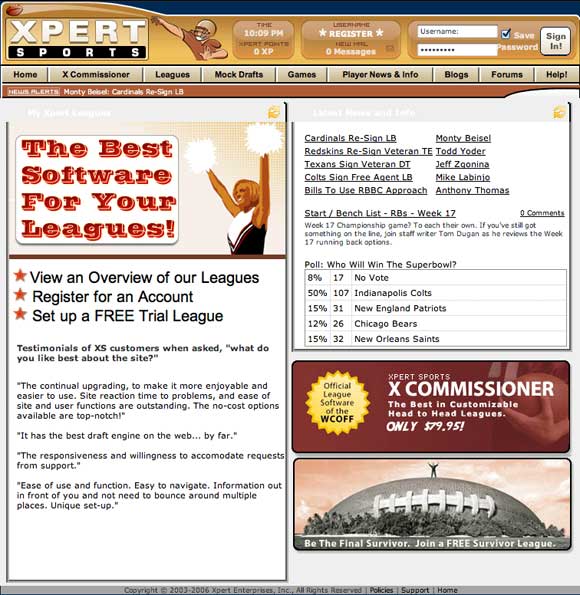 XPERT
SPORTS
TIME
10:09 PM
XPERT POINTS
0 XP
USERNAME
* REGISTER *
NEW MAIL
0 Messages
Username:
Save
Password
Sign In!
Home
X Commissioner
Leagues
Mock Drafts
Games
Player News & Info
Blogs
Forums
Help!
NEWS ALERTS
Monty Beisel: Cardinals Re-Sign LB
My Xpert Leagues
The Best
Software
For Your
Leagues!
View an Overview of our Leagues
Register for an Account
Set up a FREE Trial League
Testimonials of XS customers when asked, "what do
you like best about the site?"
"The continual upgrading, to make it more enjoyable and
easier to use. Site reaction time to problems, and ease of
site and user functions are outstanding. The no-cost options
available are top-notch!"
"It has the best draft engine on the web... by far."
"The responsiveness and willingness to accomodate requests
from support."
"Ease of use and function. Easy to navigate. Information out
in front of you and not need to bounce around multiple
places. Unique set-up."
Latest News and Info
Cardinals Re-Sign LB Monty Beisel
Redskins Re-Sign Veteran TE Todd Yoder
Texans Sign Veteran DT Jeff Zgonina
Colts Sign Free Agent LB Mike Labinjo
Bills To Use RBBC Approach Anthony Thomas
Start / Bench List - RBs - Week 17 0 Comments
Week 17 Championship game? To each their own. If you've still got
something on the line, join staff writer Tom Dugan as he reviews the Week
17 running back options.
Poll: Who Will Win The Superbowl?
8% 17 No Vote
50% 107 Indianapolis Colts
15% 31 New England Patriots
12% 26 Chicago Bears
15% 32 New Orleans Saints
Official
League
Software
of the
WCOFF
XPERT SPORTS
X COMMISSIONER
The Best in Customizable
Head to Head Leagues.
ONLY $79.95!
Be The Final Survivor. Join a FREE Survivor League.
Copyright © 2003-2006 Xpert Enterprises, Inc., All Rights Reserved | Policies | Support | Home